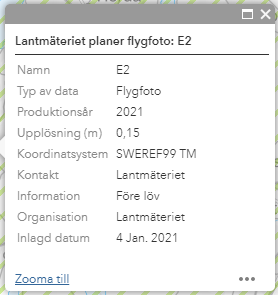 Lantmäteriet planer flygfoto: E2
Namn E2
Typ av data Flygfoto
Produktionsår 2021
Upplösning (m) 0,15
Koordinatsystem SWEREF99 TM
Kontakt Lantmäteriet
Information Före löv
Organisation Lantmäteriet
Inlagd datum 4 Jan. 2021
Zooma till